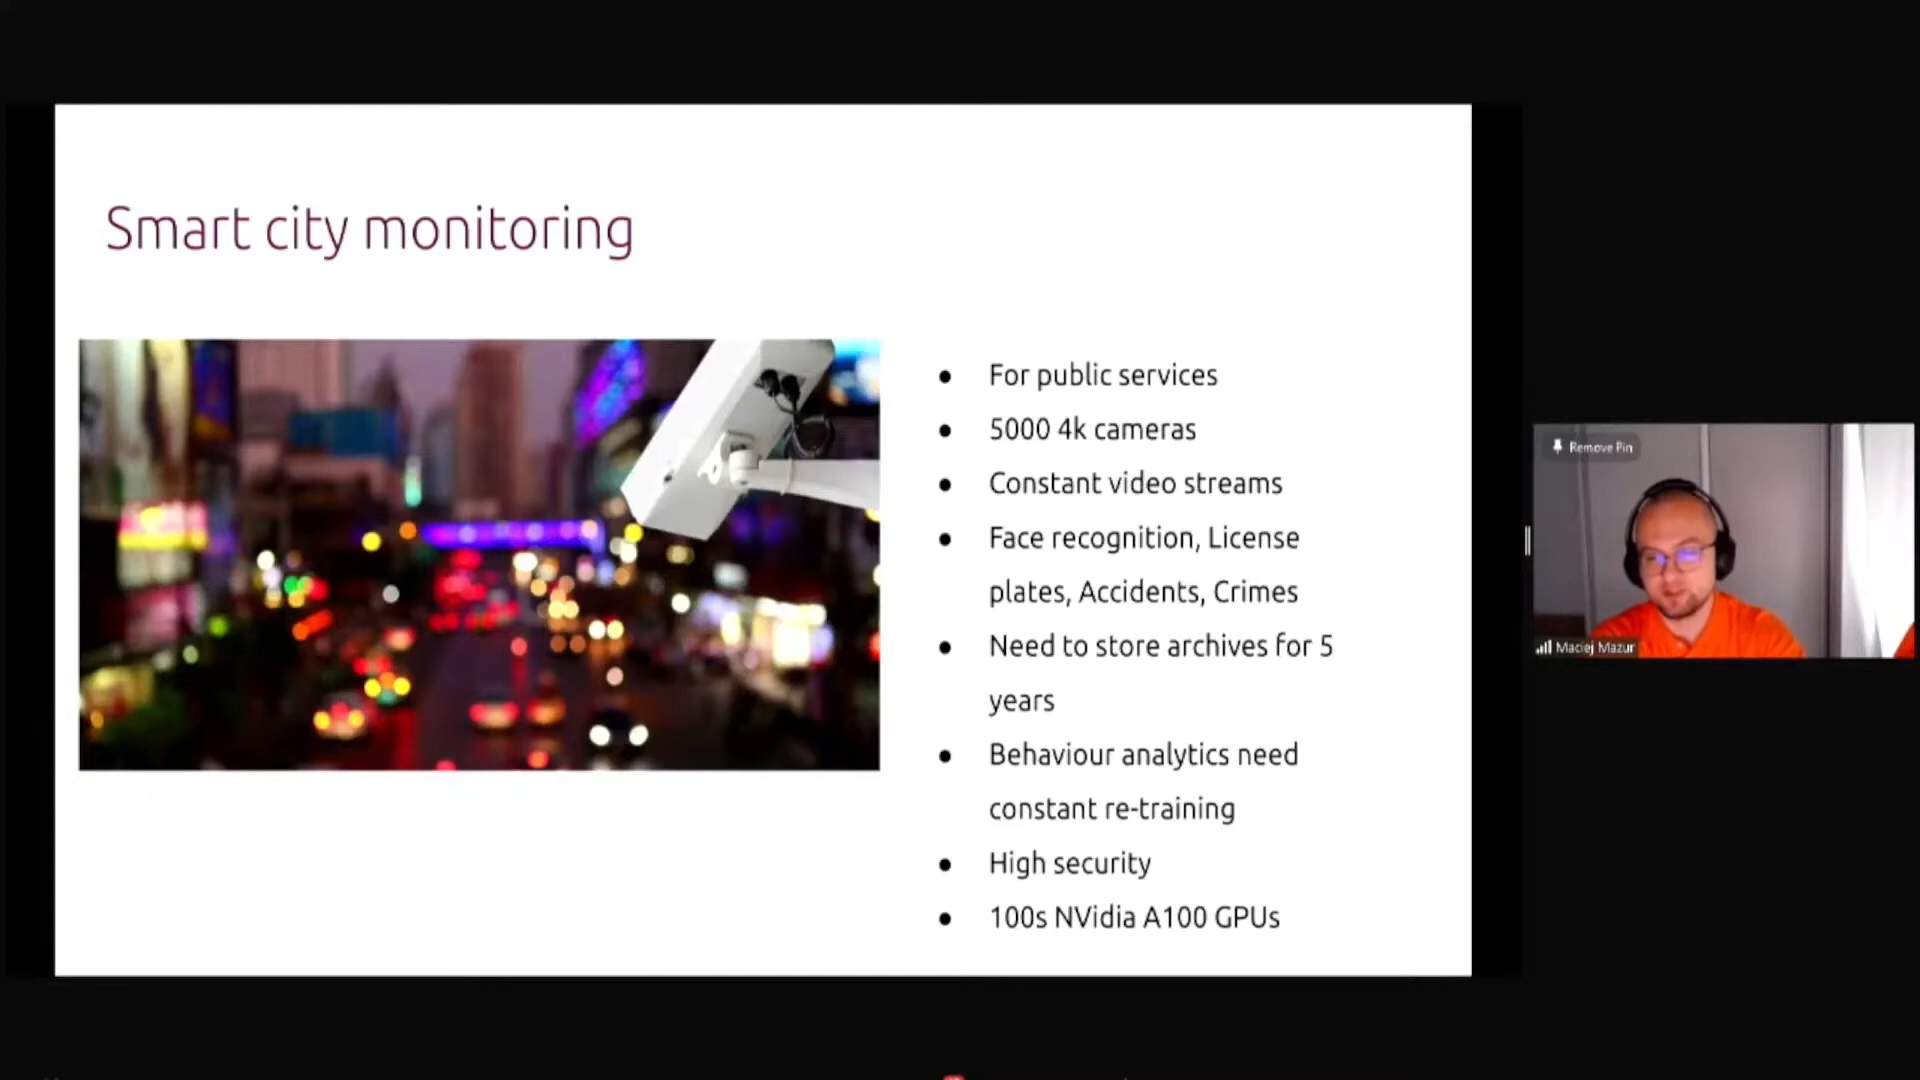 Smart city monitoring
● For public services
● 5000 4k cameras
● Constant video streams
● Face recognition, License
plates, Accidents, Crimes
● Need to store archives for 5
years
● Behaviour analytics need
constant re-training
● High security
● 100s NVidia A100 GPUs
Remove Pin
Maciej Mazur